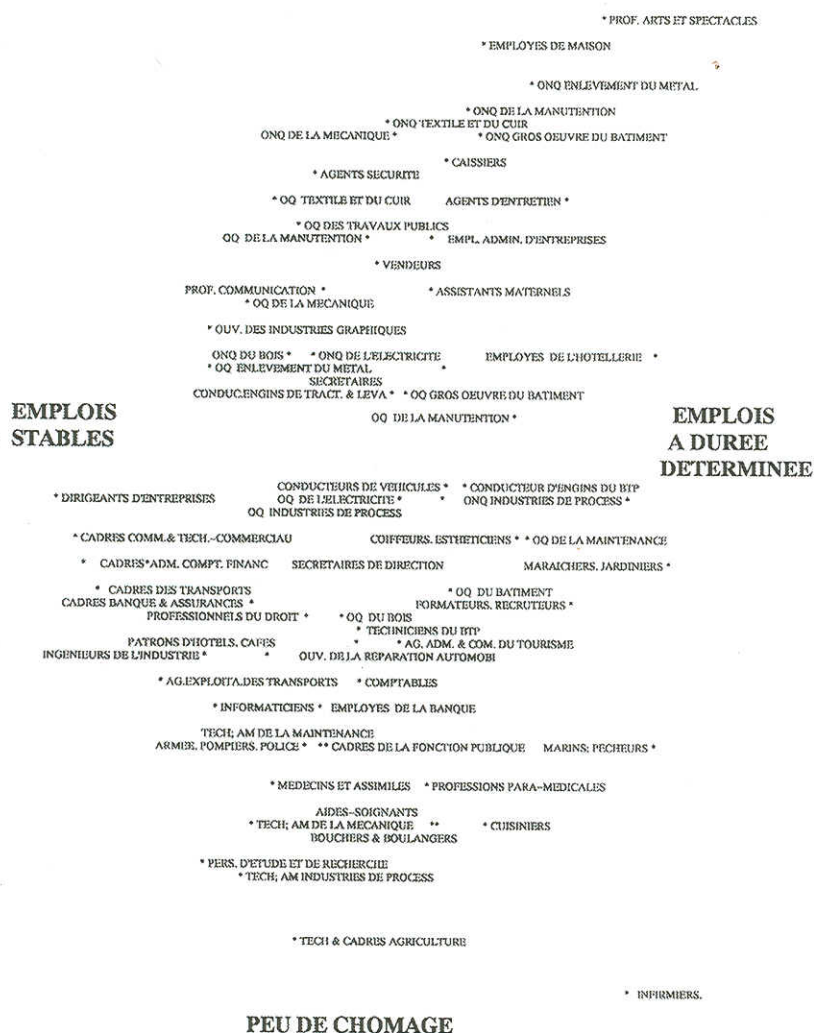 * PROF. ARTS ET SPECTACLES
* EMPLOYES DE MAISON
* ONQ ENLEVEMENT DU METAL
* ONQ DE LA MANUTENTION
* ONQ TEXTILE ET DU CUIR
ONQ DE LA MECANIQUE * * ONQ GROS OEUVRE DU BATIMENT
* CAISSIERS
* AGENTS SECURITE
* OQ TEXTILE ET DU CUIR AGENTS D'ENTRETIEN *
* OQ DES TRAVAUX PUBLICS
OQ DE LA MANUTENTION * * EMPL. ADMIN. D'ENTREPRISES
* VENDEURS
PROF. COMMUNICATION * * ASSISTANTS MATERNELS
* OQ DE LA MECANIQUE
* OUV. DES INDUSTRIES GRAPHIQUES
ONQ DU BOIS * * ONQ DE L'ELECTRICITE EMPLOYES DE L'HOTELLERIE *
* OQ ENLEVEMENT DU METAL *
SECRETAIRES
CONDUC.ENGINS DE TRACT. & LEVA * * OQ GROS OEUVRE DU BATIMENT
EMPLOIS STABLES
OQ DE LA MANUTENTION *
EMPLOIS A DUREE DETERMINEE
CONDUCTEURS DE VEHICULES * * CONDUCTEUR D'ENGINS DU BTP
* DIRIGEANTS D'ENTREPRISES OQ DE L'ELECTRICITE * * ONQ INDUSTRIES DE PROCESS *
OQ INDUSTRIES DE PROCESS
* CADRES COMM.& TECH.-COMMERCIAU COIFFEURS. ESTHETICIENS * * OQ DE LA MAINTENANCE
* CADRES*ADM. COMPT. FINANC SECRETAIRES DE DIRECTION MARAICHERS. JARDINIERS *
* CADRES DES TRANSPORTS * OQ DU BATIMENT
CADRES BANQUE & ASSURANCES * FORMATEURS. RECRUTEURS *
PROFESSIONNELS DU DROIT * * OQ DU BOIS
* TECHNICIENS DU BTP
PATRONS D'HOTELS. CAFES * * AG. ADM. & COM. DU TOURISME
INGENIEURS DE L'INDUSTRIE * * OUV. DE LA REPARATION AUTOMOBI
* AG.EXPLOITA.DES TRANSPORTS * COMPTABLES
* INFORMATICIENS * EMPLOYES DE LA BANQUE
TECH; AM DE LA MAINTENANCE
ARMEE. POMPIERS. POLICE * ** CADRES DE LA FONCTION PUBLIQUE MARINS; PECHEURS *
* MEDECINS ET ASSIMILES * PROFESSIONS PARA-MEDICALES
AIDES-SOIGNANTS
* TECH; AM DE LA MECANIQUE ** * CUISINIERS
BOUCHERS & BOULANGERS
* PERS. D'ETUDE ET DE RECHERCHE
* TECH; AM INDUSTRIES DE PROCESS
* TECH & CADRES AGRICULTURE
* INFIRMIERS.
PEU DE CHOMAGE